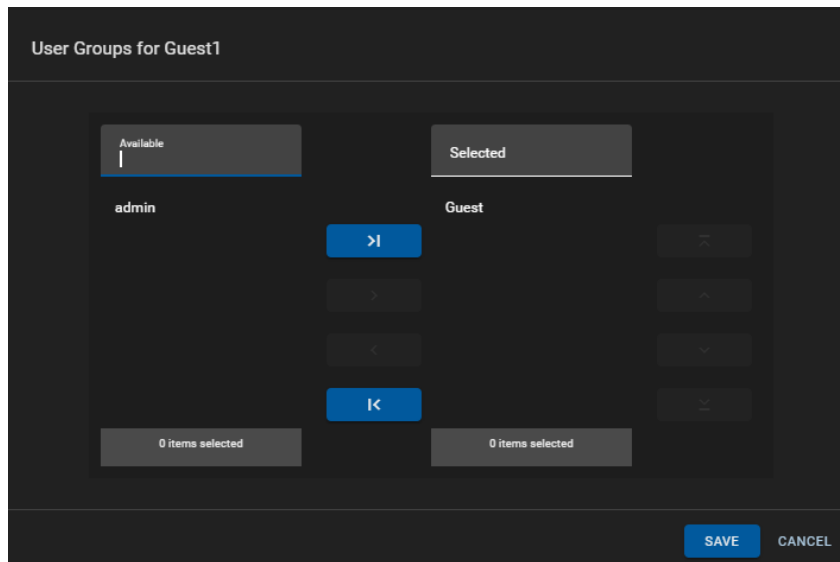 User Groups for Guest1
Available
Selected
admin
Guest
0 items selected
0 items selected
SAVE
CANCEL